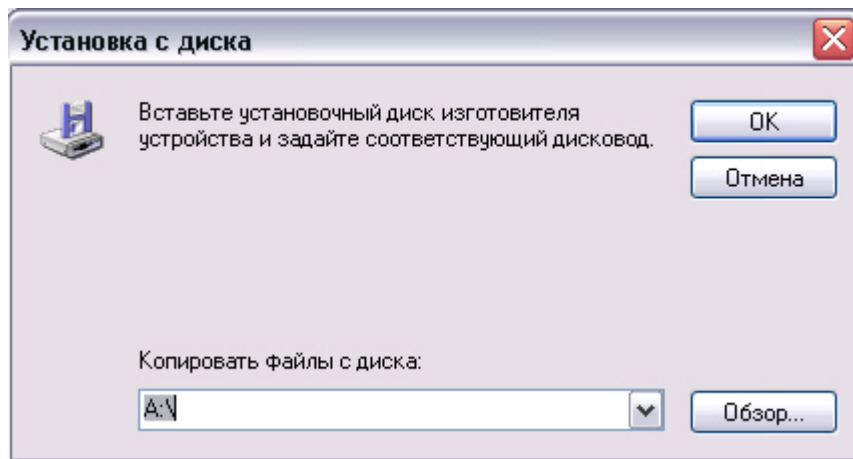 Установка с диска
Вставьте установочный диск изготовителя
устройства и задайте соответствующий дисковод.
OK
Отмена
Копировать файлы с диска:
A:\
Обзор...